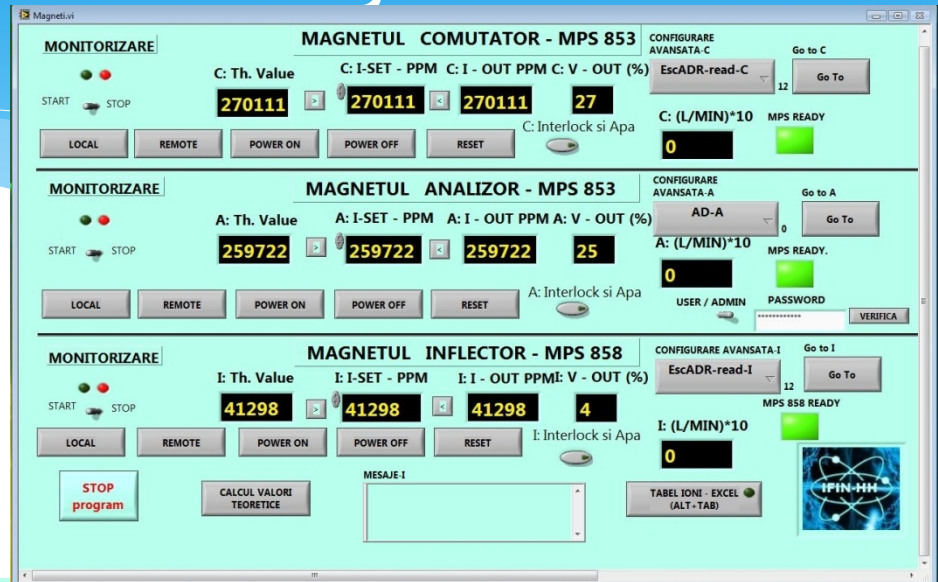 Magneti.vi
MONITORIZARE
MAGNETUL COMUTATOR - MPS 853
CONFIGURARE
AVANSATA-C
Go to C
C: Th. Value
C: I-SET - PPM
C: I - OUT PPM
C: V - OUT (%)
EscADR-read-C
12
Go To
START
STOP
270111
>
270111
<
270111
27
C: (L/MIN)*10
MPS READY
C: Interlock si Apa
0
LOCAL
REMOTE
POWER ON
POWER OFF
RESET
MONITORIZARE
MAGNETUL ANALIZOR - MPS 853
CONFIGURARE
AVANSATA-A
Go to A
A: Th. Value
A: I-SET - PPM
A: I - OUT PPM
A: V - OUT (%)
AD-A
0
Go To
START
STOP
259722
>
259722
<
259722
25
A: (L/MIN)*10
MPS READY.
0
LOCAL
REMOTE
POWER ON
POWER OFF
RESET
A: Interlock si Apa
USER / ADMIN
PASSWORD
************
VERIFICA
MONITORIZARE
MAGNETUL INFLECTOR - MPS 858
CONFIGURARE AVANSATA-I
Go to I
I: Th. Value
I: I-SET - PPM
I: I - OUT PPM
I: V - OUT (%)
EscADR-read-I
12
Go To
START
STOP
41298
>
41298
<
41298
4
MPS 858 READY
I: (L/MIN)*10
0
LOCAL
REMOTE
POWER ON
POWER OFF
RESET
I: Interlock si Apa
STOP
program
CALCUL VALORI
TEORETICE
MESAJE-I
TABEL IONI - EXCEL
(ALT+TAB)
IFIN-HH